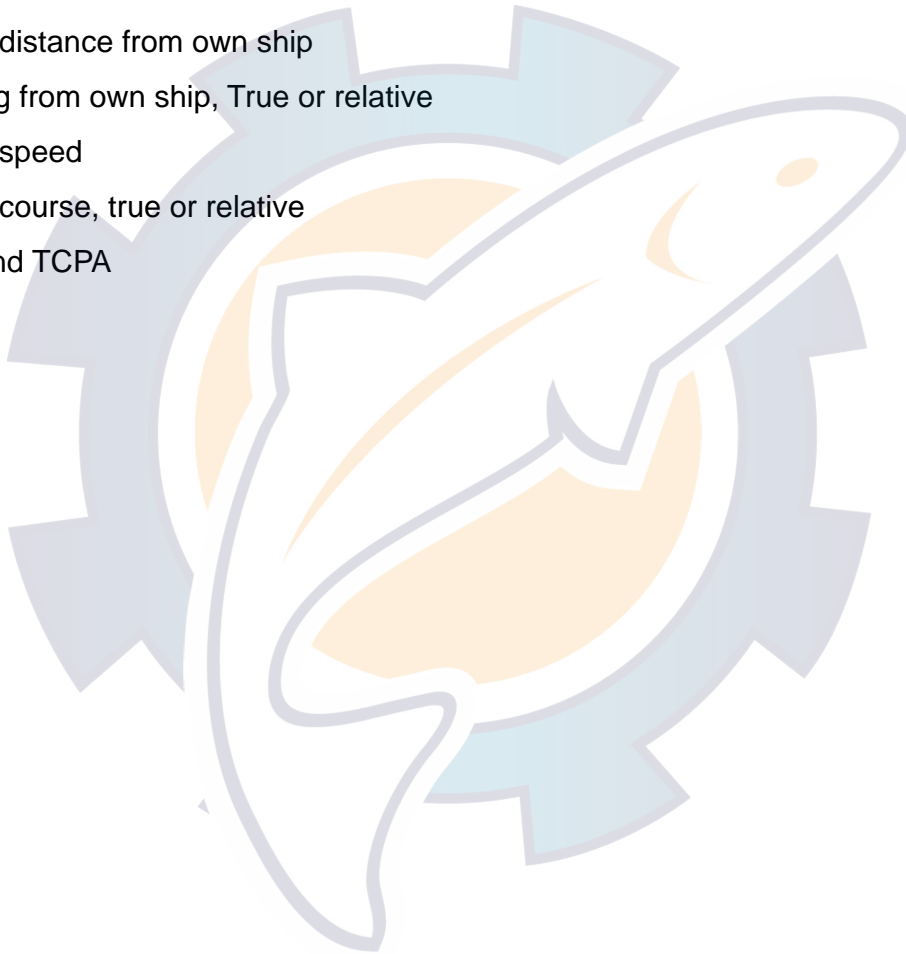 distance from own ship
g from own ship, True or relative
speed
course, true or relative
nd TCPA